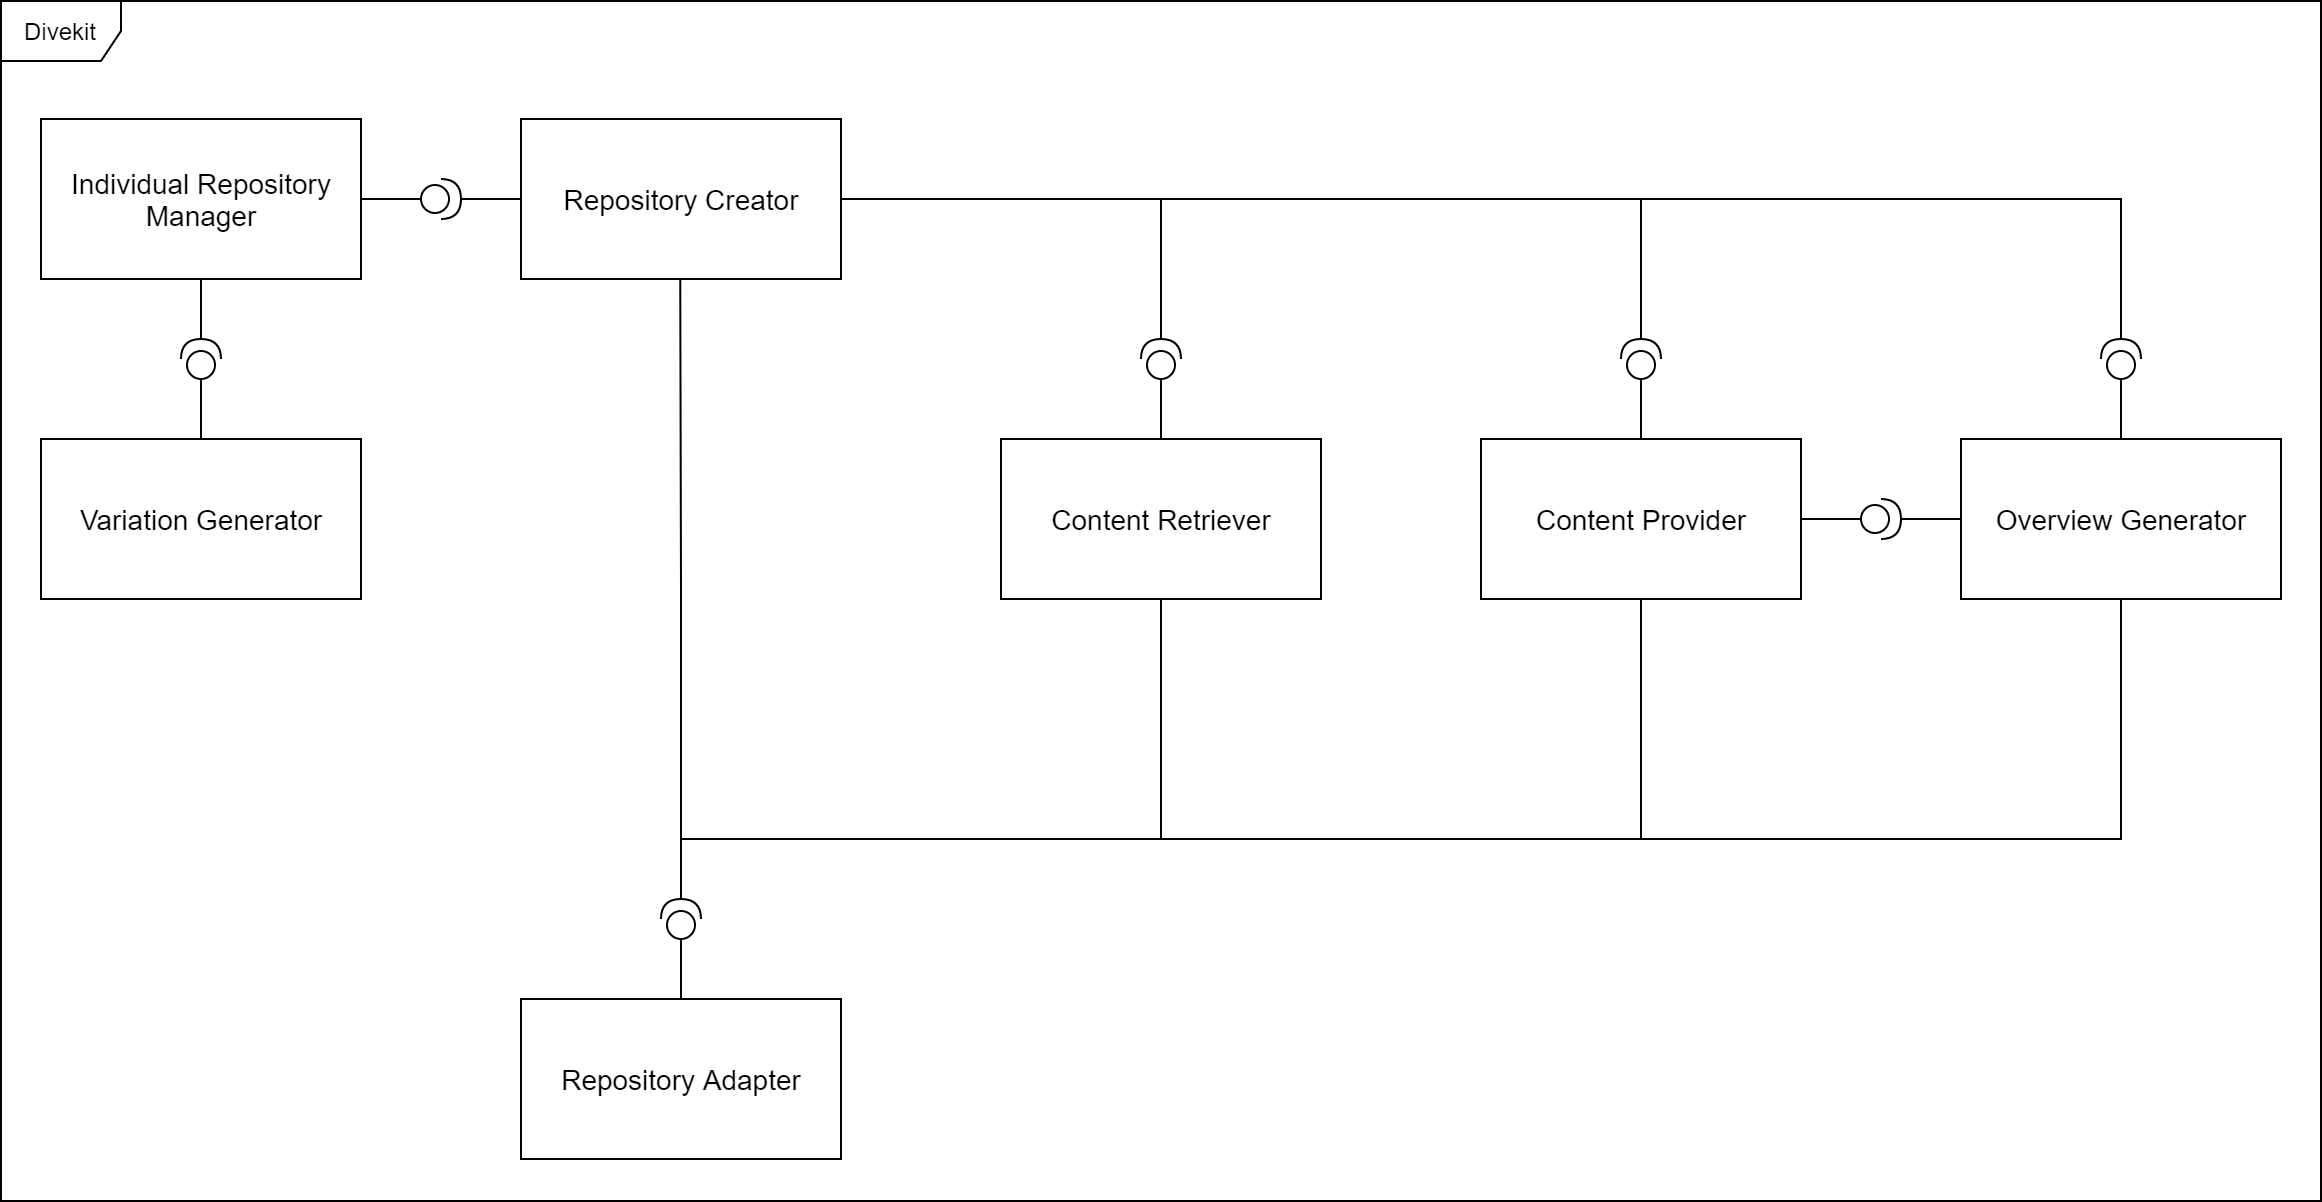 Divekit
Individual Repository
Manager
Repository Creator
Variation Generator
Content Retriever
Content Provider
Overview Generator
Repository Adapter